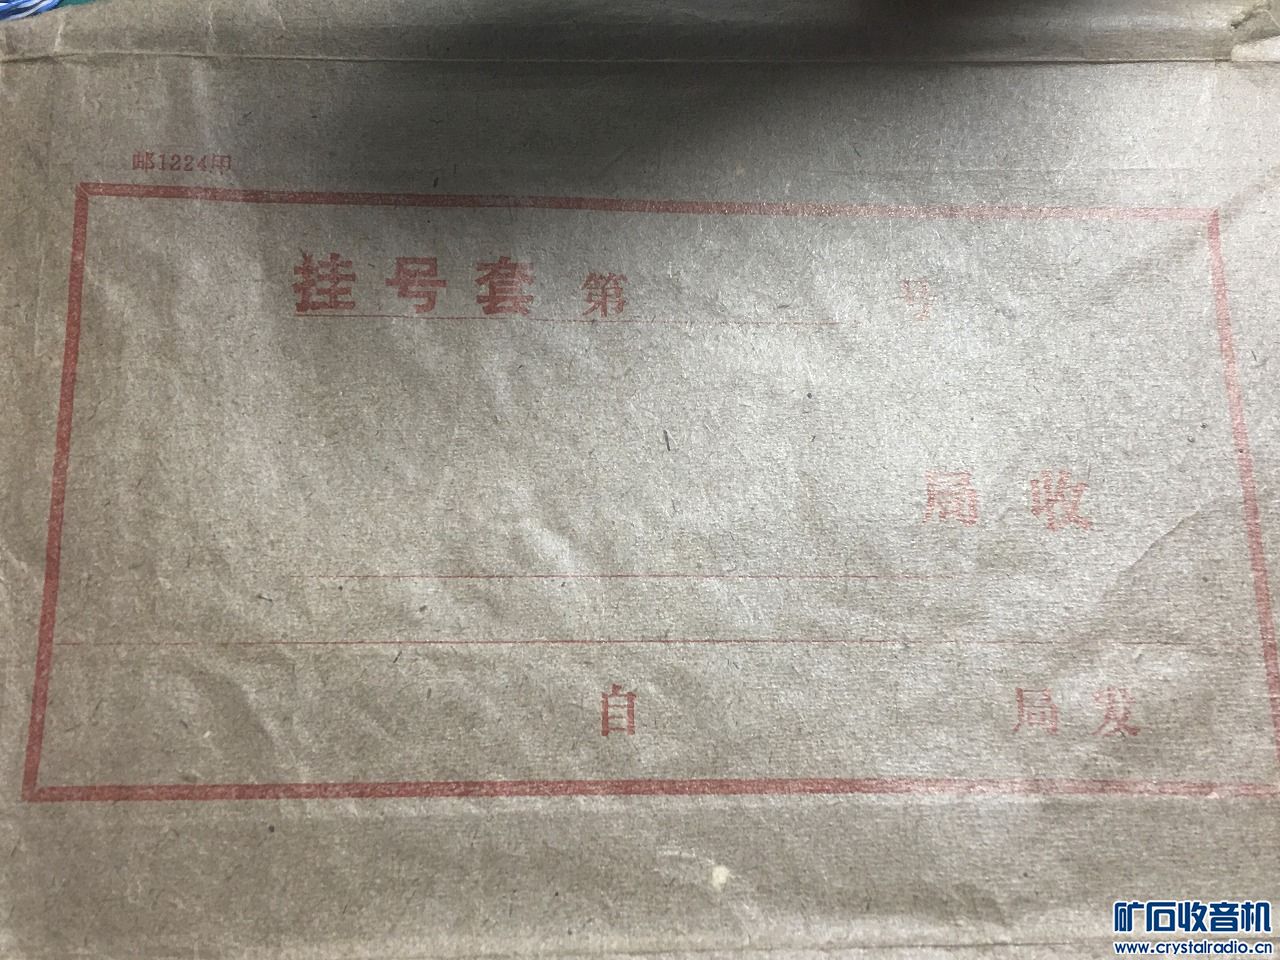 邮1224甲
挂号套第 号
局收
自 局发
矿石收音机
www.crystalradio.cn